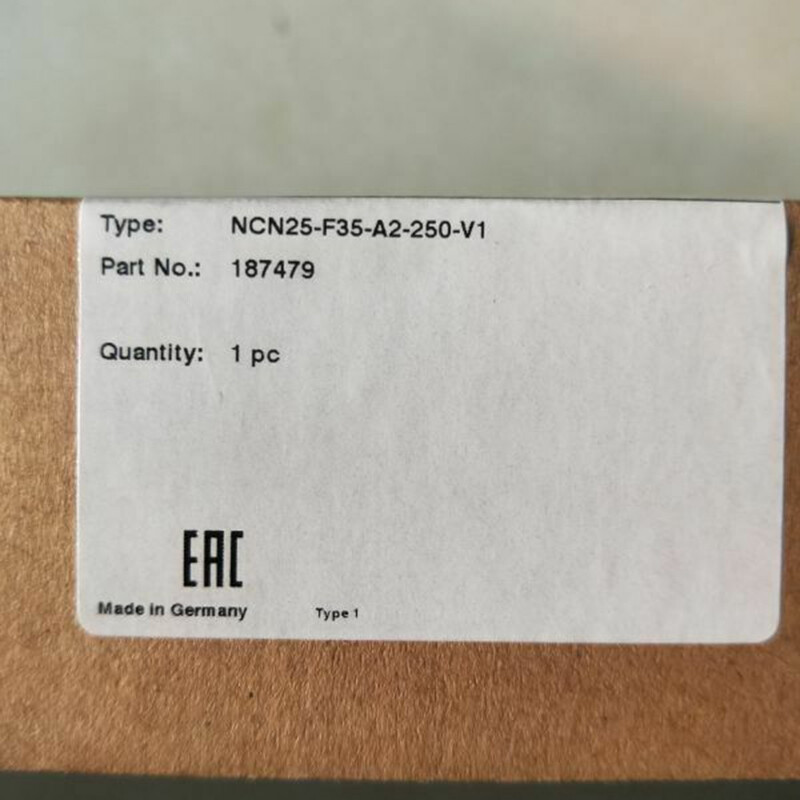 Type: NCN25-F35-A2-250-V1
Part No.: 187479
Quantity: 1 pc
EAC
Made in Germany Type 1